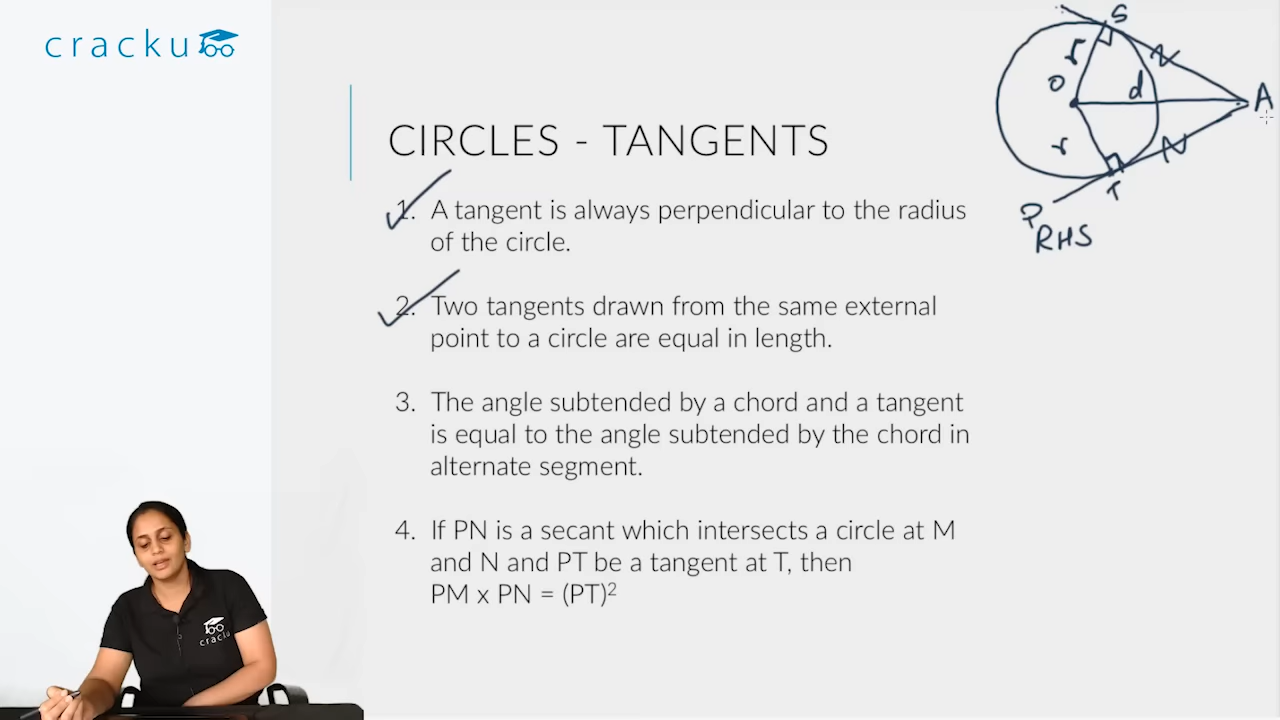 cracku
CIRCLES - TANGENTS
1. A tangent is always perpendicular to the radius
of the circle.
2. Two tangents drawn from the same external
point to a circle are equal in length.
3. The angle subtended by a chord and a tangent
is equal to the angle subtended by the chord in
alternate segment.
4. If PN is a secant which intersects a circle at M
and N and PT be a tangent at T, then
PM x PN = (PT)²
S
r
O
d
A
r
T
P
RHS
cracku